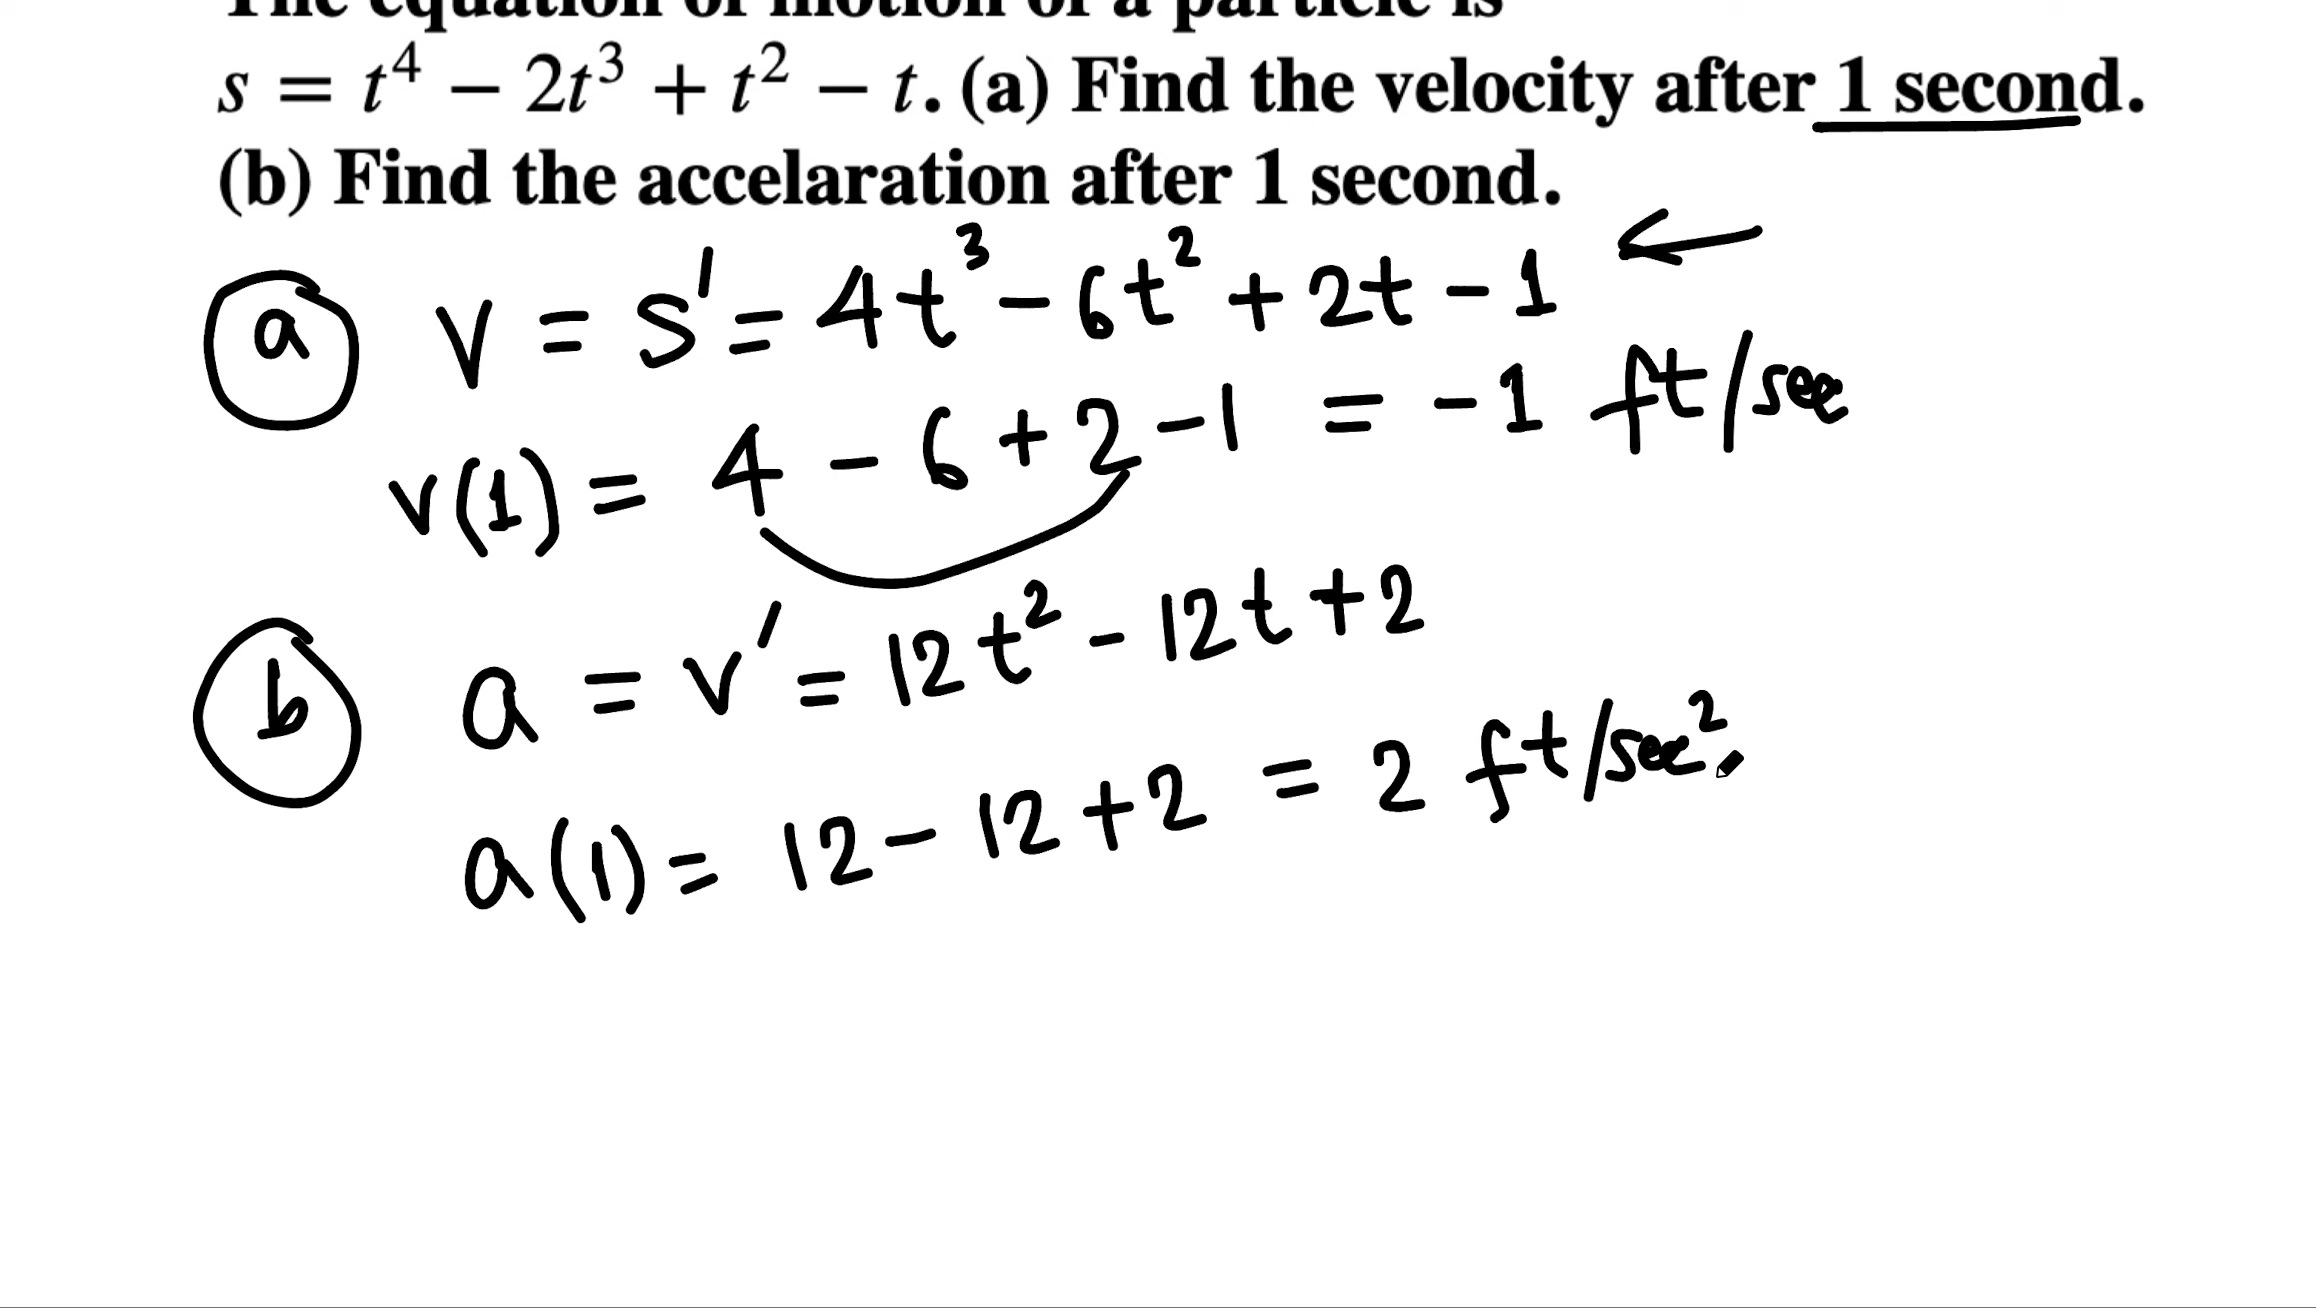 The equation of motion of a particle is
s = t⁴ − 2t³ + t² − t. (a) Find the velocity after 1 second.
(b) Find the accelaration after 1 second.
a v = s' = 4t³ − 6t² + 2t − 1 ←
v(1) = 4 − 6 + 2 − 1 = −1 ft/sec
b a = v' = 12t² − 12t + 2
a(1) = 12 − 12 + 2 = 2 ft/sec².